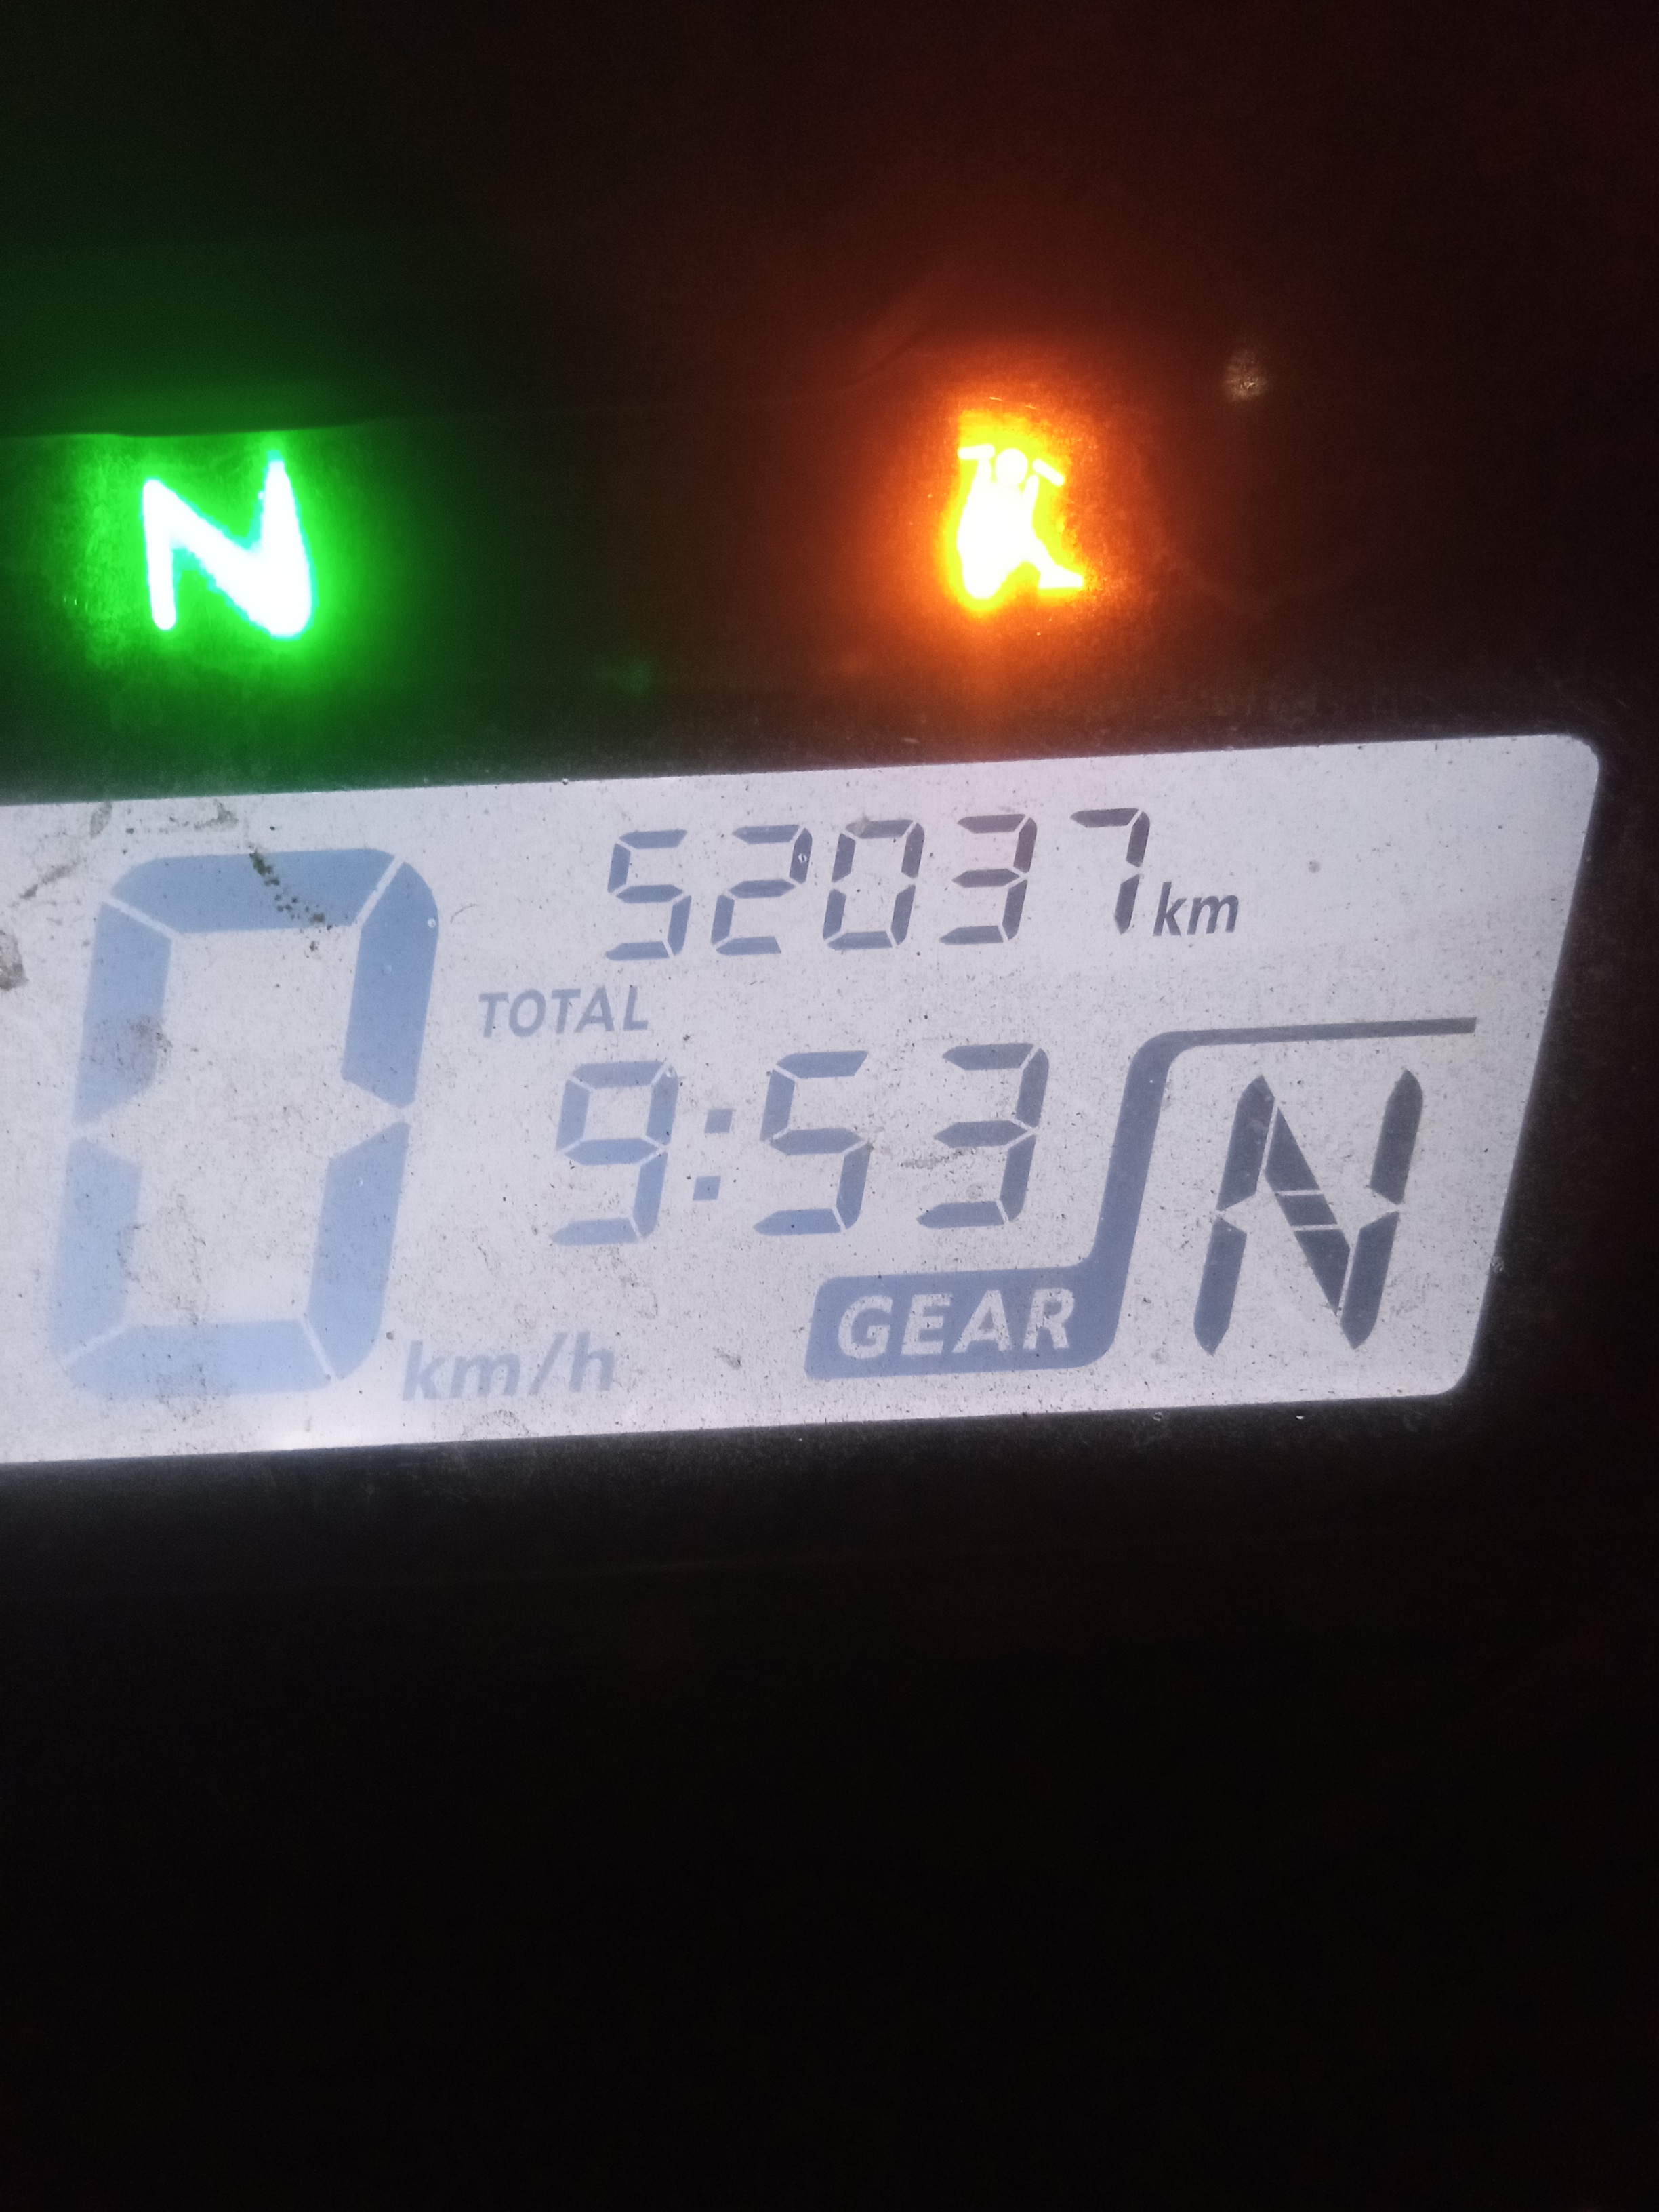 N
52037 km
TOTAL
9:53
0 km/h
GEAR N